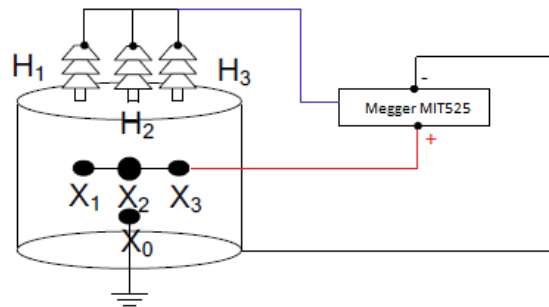 H₁ H₃
H₂
-
Megger MIT525
+
X₁ X₂ X₃
X₀